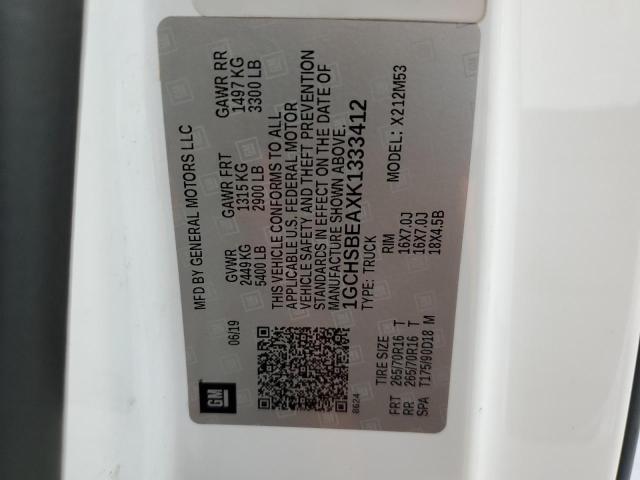 GM
06/19
MFD BY GENERAL MOTORS LLC
GVWR GAWR FRT GAWR RR
2449 KG 1315 KG 1497 KG
5400 LB 2900 LB 3300 LB
THIS VEHICLE CONFORMS TO ALL
APPLICABLE U.S. FEDERAL MOTOR
VEHICLE SAFETY AND THEFT PREVENTION
STANDARDS IN EFFECT ON THE DATE OF
MANUFACTURE SHOWN ABOVE.
1GCHSBEAXK1333412
8624
TYPE: TRUCK
MODEL: X212M53
TIRE SIZE RIM
FRT 265/70R16 T 16X7.0J
RR 265/70R16 T 16X7.0J
SPA T175/90D18 M 18X4.5B